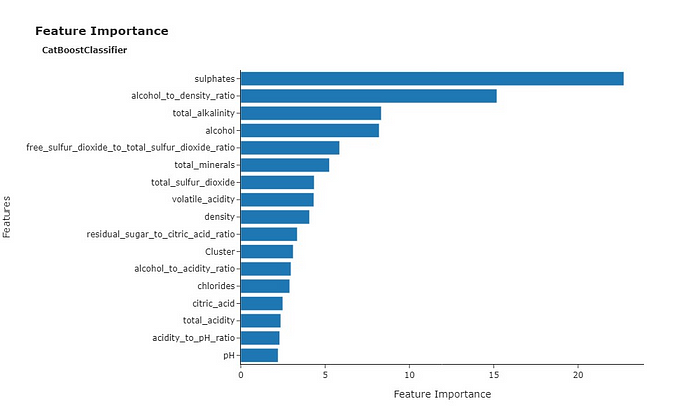 Feature Importance
CatBoostClassifier
sulphates
alcohol_to_density_ratio
total_alkalinity
alcohol
free_sulfur_dioxide_to_total_sulfur_dioxide_ratio
total_minerals
total_sulfur_dioxide
volatile_acidity
density
residual_sugar_to_citric_acid_ratio
Cluster
alcohol_to_acidity_ratio
chlorides
citric_acid
total_acidity
acidity_to_pH_ratio
pH
Features
0 5 10 15 20
Feature Importance